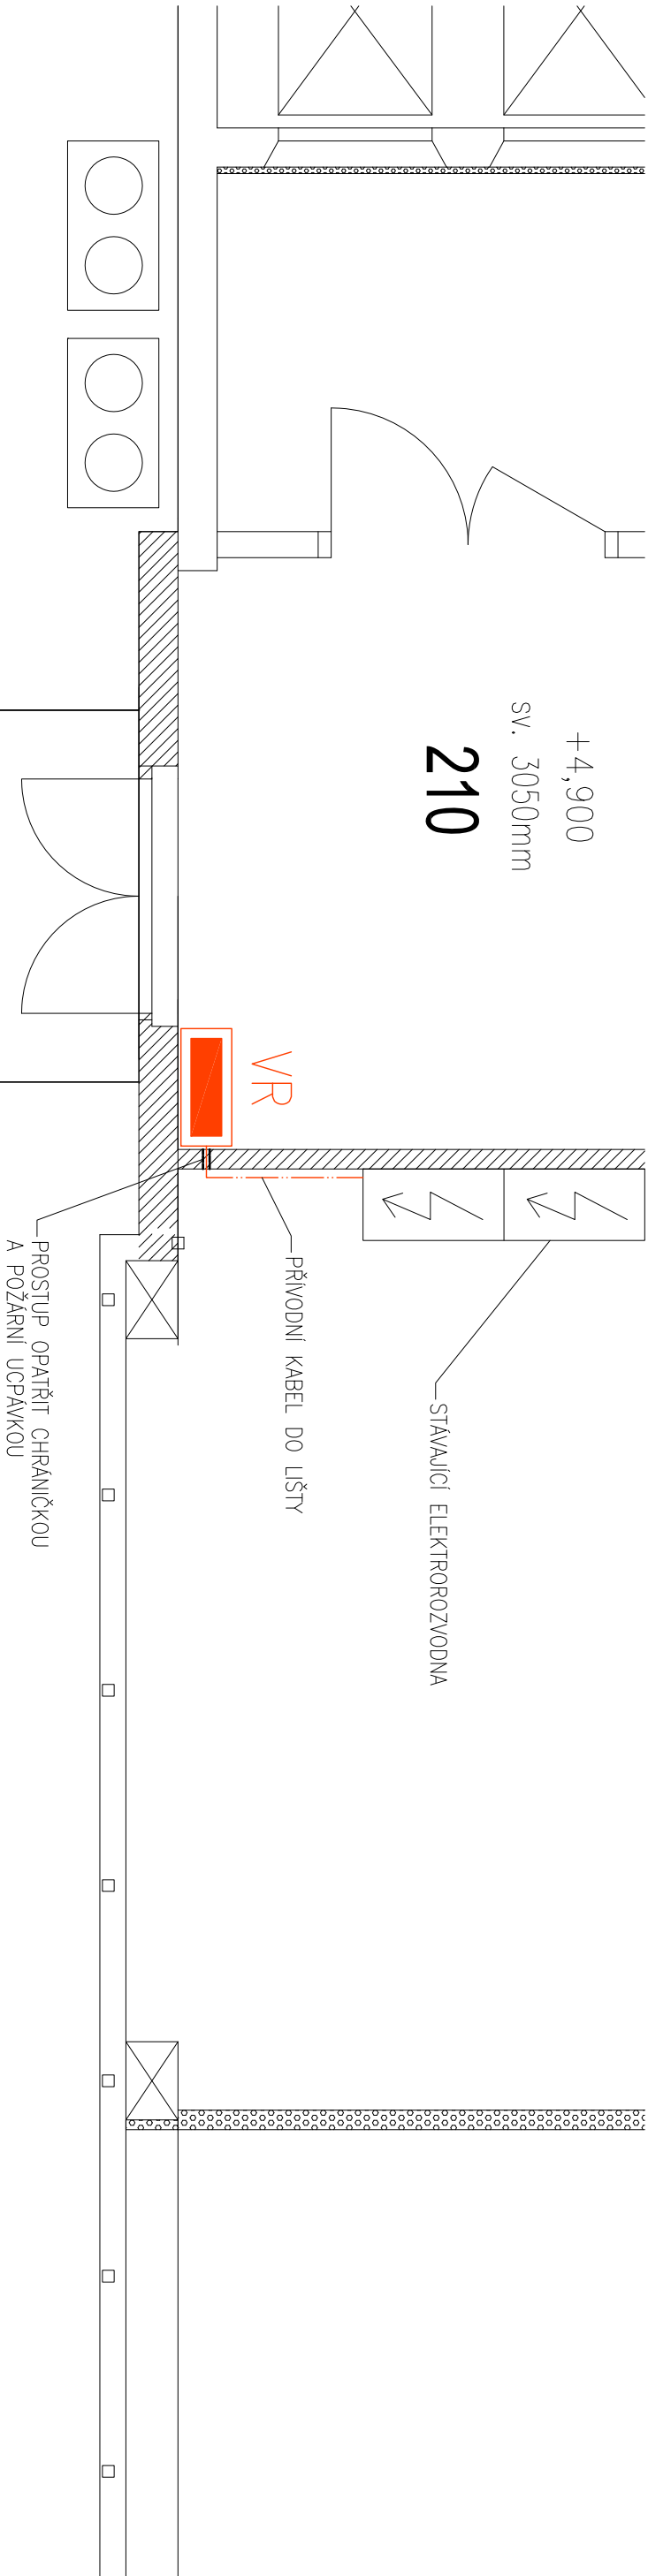 +4,900
sv. 3050mm
210
VR
PŘÍVODNÍ KABEL DO LIŠTY
STÁVAJÍCÍ ELEKTROROZVODNA
PROSTUP OPATŘIT CHRÁNIČKOU
A POŽÁRNÍ UCPÁVKOU